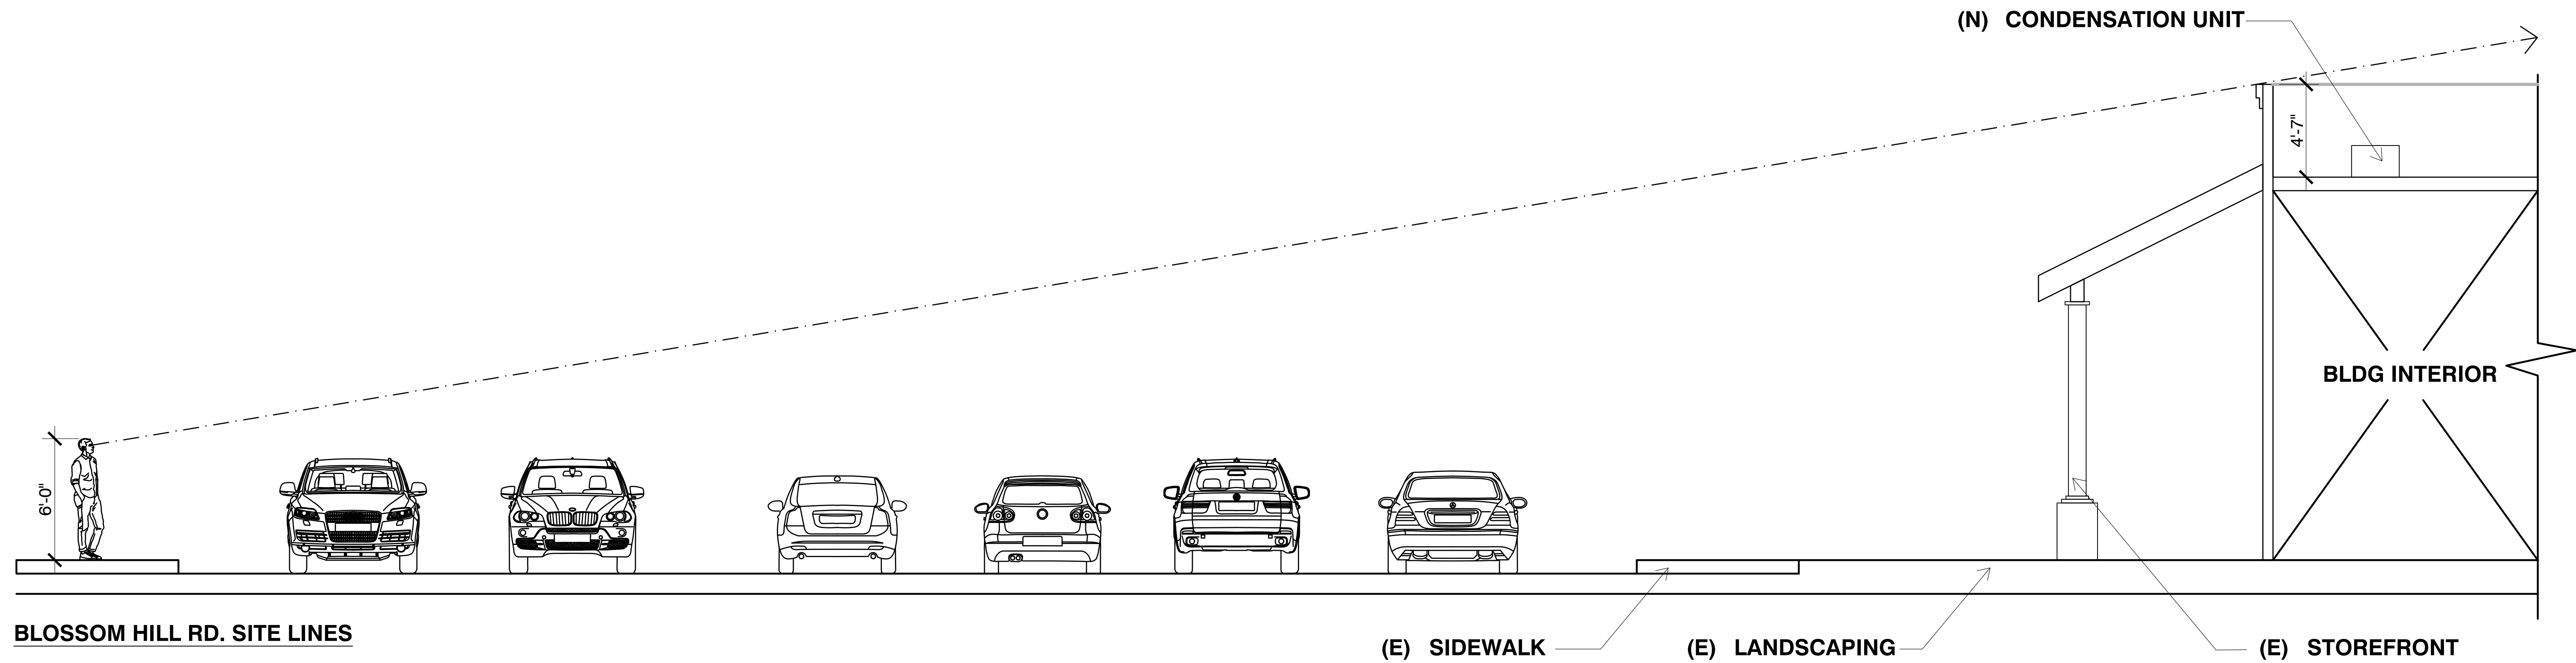 (N) CONDENSATION UNIT
4'-7"
BLDG INTERIOR
6'-0"
BLOSSOM HILL RD. SITE LINES
(E) SIDEWALK
(E) LANDSCAPING
(E) STOREFRONT